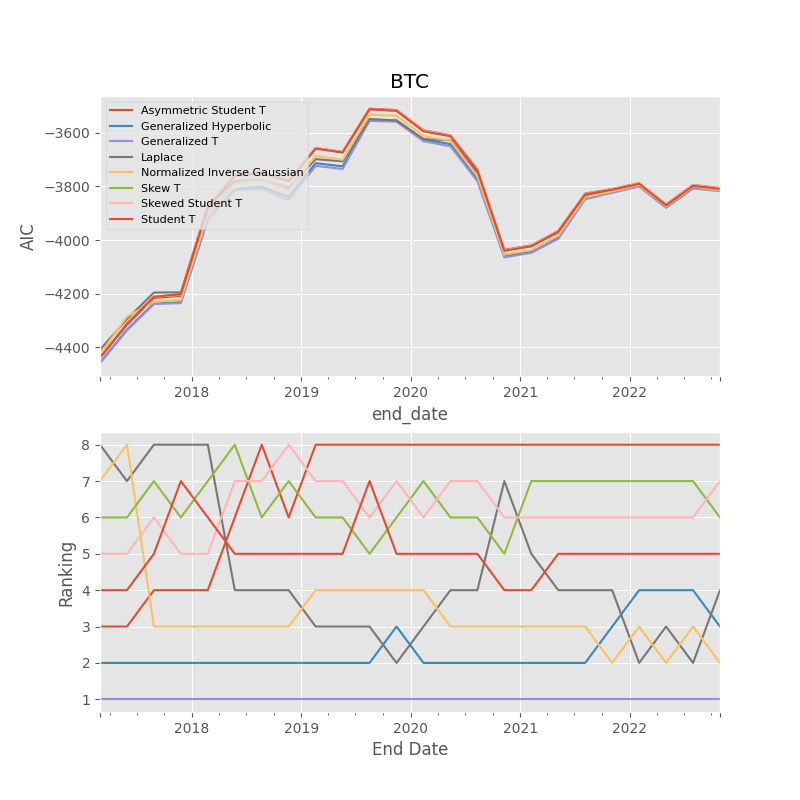 BTC
AIC
−3600
−3800
−4000
−4200
−4400
Asymmetric Student T
Generalized Hyperbolic
Generalized T
Laplace
Normalized Inverse Gaussian
Skew T
Skewed Student T
Student T
2018 2019 2020 2021 2022
end_date
Ranking
8
7
6
5
4
3
2
1
2018 2019 2020 2021 2022
End Date